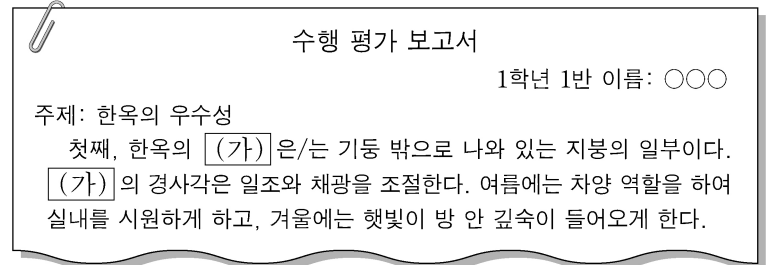 수행 평가 보고서
1학년 1반 이름: ○○○
주제: 한옥의 우수성
첫째, 한옥의 (가) 은/는 기둥 밖으로 나와 있는 지붕의 일부이다.
(가) 의 경사각은 일조와 채광을 조절한다. 여름에는 차양 역할을 하여
실내를 시원하게 하고, 겨울에는 햇빛이 방 안 깊숙이 들어오게 한다.